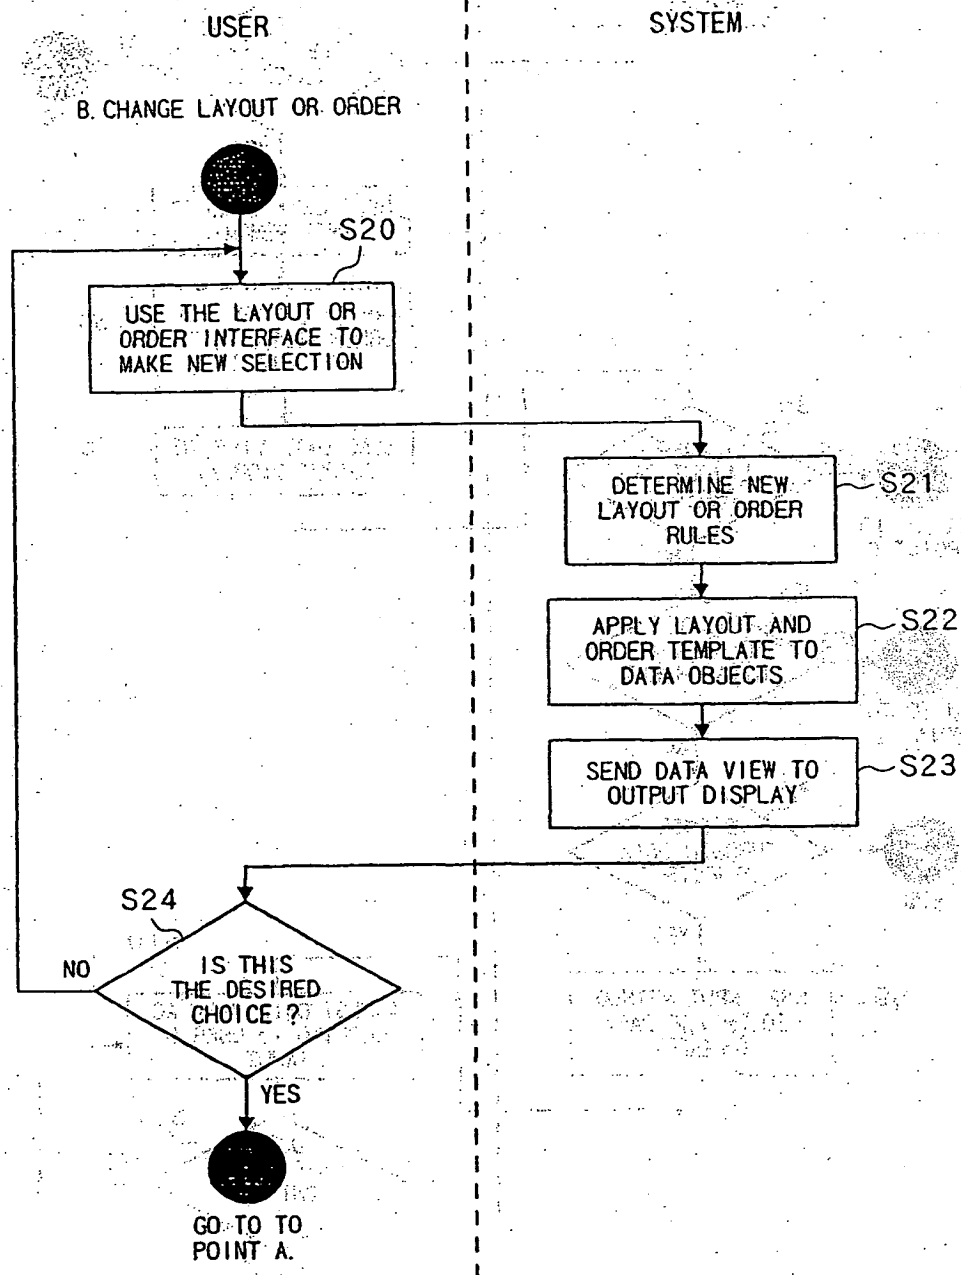 USER
SYSTEM
B. CHANGE LAYOUT OR ORDER
S20
USE THE LAYOUT OR
ORDER INTERFACE TO
MAKE NEW SELECTION
DETERMINE NEW
LAYOUT OR ORDER
RULES
S21
APPLY LAYOUT AND
ORDER TEMPLATE TO
DATA OBJECTS
S22
SEND DATA VIEW TO
OUTPUT DISPLAY
S23
S24
NO
IS THIS
THE DESIRED
CHOICE ?
YES
GO TO TO
POINT A.